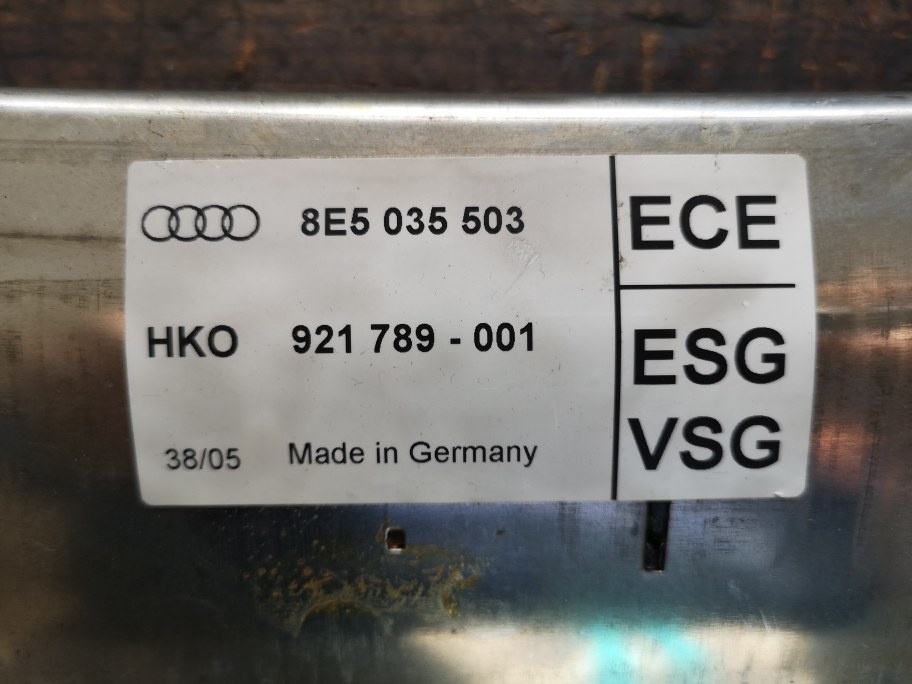 8E5 035 503
HKO 921 789 - 001
38/05 Made in Germany
ECE
ESG
VSG